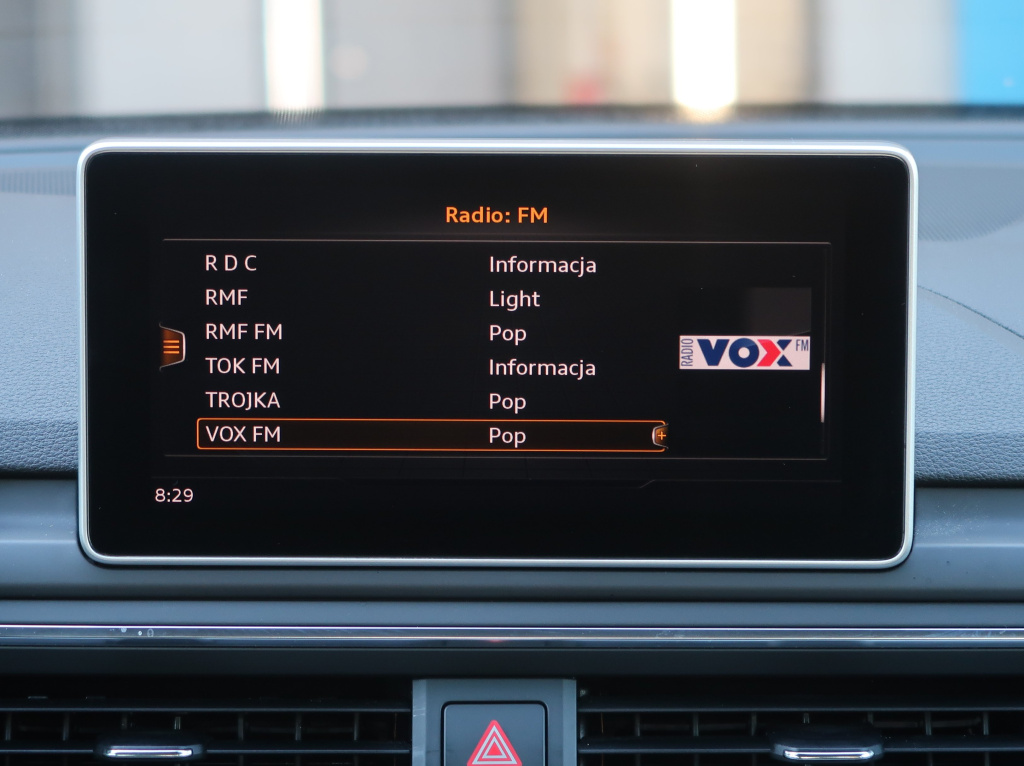 Radio: FM
R D C Informacja
RMF Light
RMF FM Pop
TOK FM Informacja
TROJKA Pop
VOX FM Pop
RADIO VOX FM
8:29